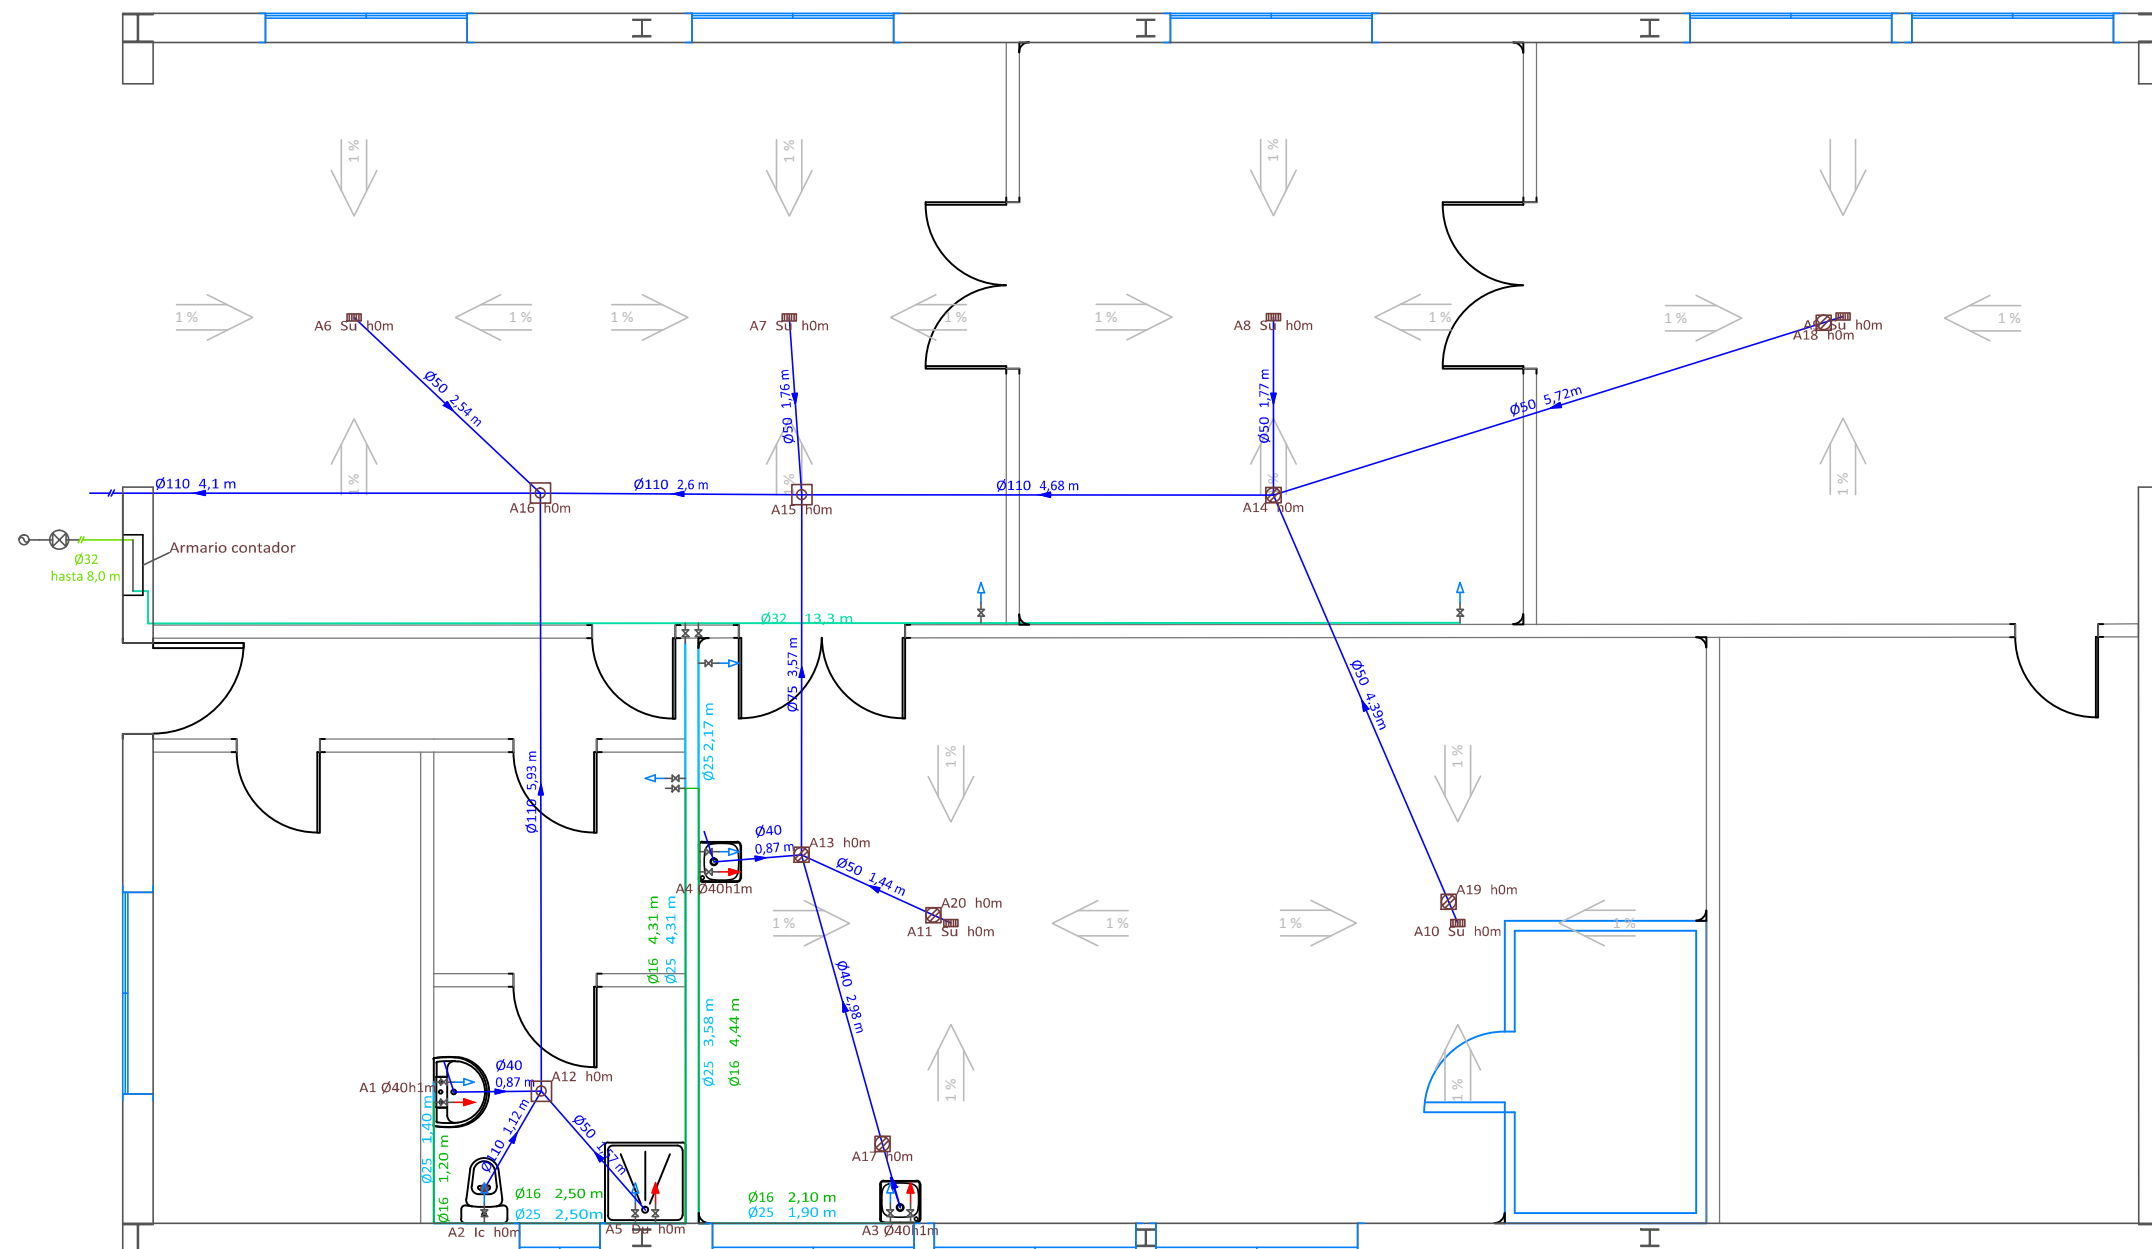 1 %
1 %
1 %
1 %
1 %
1 %
1 %
1 %
1 %
1 %
1 %
A6 Su h0m
A7 Su h0m
A8 Su h0m
Su h0m
A18 h0m
Ø50 2,54 m
Ø50 1,76 m
Ø50 1,77 m
Ø50 5,72m
1 %
1 %
1 %
1 %
Ø110 4,1 m
Ø110 2,6 m
Ø110 4,68 m
A16 h0m
A15 h0m
A14 h0m
Armario contador
Ø32
hasta 8,0 m
Ø32 13,3 m
Ø75 3,57 m
Ø50 4,39m
Ø25 2,17 m
Ø110 5,93 m
1 %
1 %
Ø40
0,87 m
A13 h0m
Ø50 1,44 m
A4 Ø40h1m
A20 h0m
A11 Su h0m
A19 h0m
A10 Su h0m
1 %
1 %
1 %
1 %
Ø16 4,31 m
Ø25 4,31 m
Ø40 2,98 m
Ø25 3,58 m
Ø16 4,44 m
1 %
1 %
Ø40
0,87 m
A12 h0m
A1 Ø40h1m
Ø25 1,40 m
Ø16 1,20 m
Ø110 1,12 m
Ø50 1,57 m
A17 h0m
Ø16 2,50 m
Ø25 2,50m
Ø16 2,10 m
Ø25 1,90 m
A2 Ic h0m
A5 Du h0m
A3 Ø40h1m